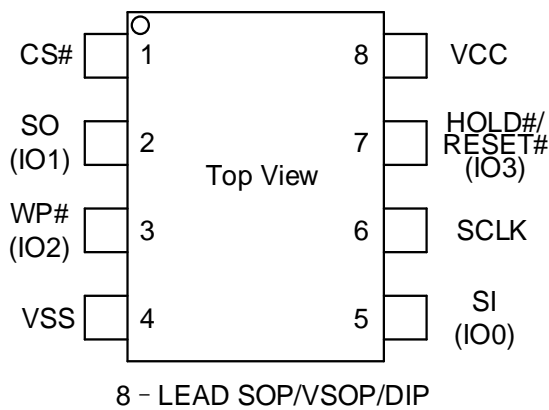 CS# 1 8 VCC
SO
(IO1)
2 7 HOLD#/
RESET#
(IO3)
Top View
WP#
(IO2)
3 6 SCLK
VSS 4 5 SI
(IO0)
8 - LEAD SOP/VSOP/DIP